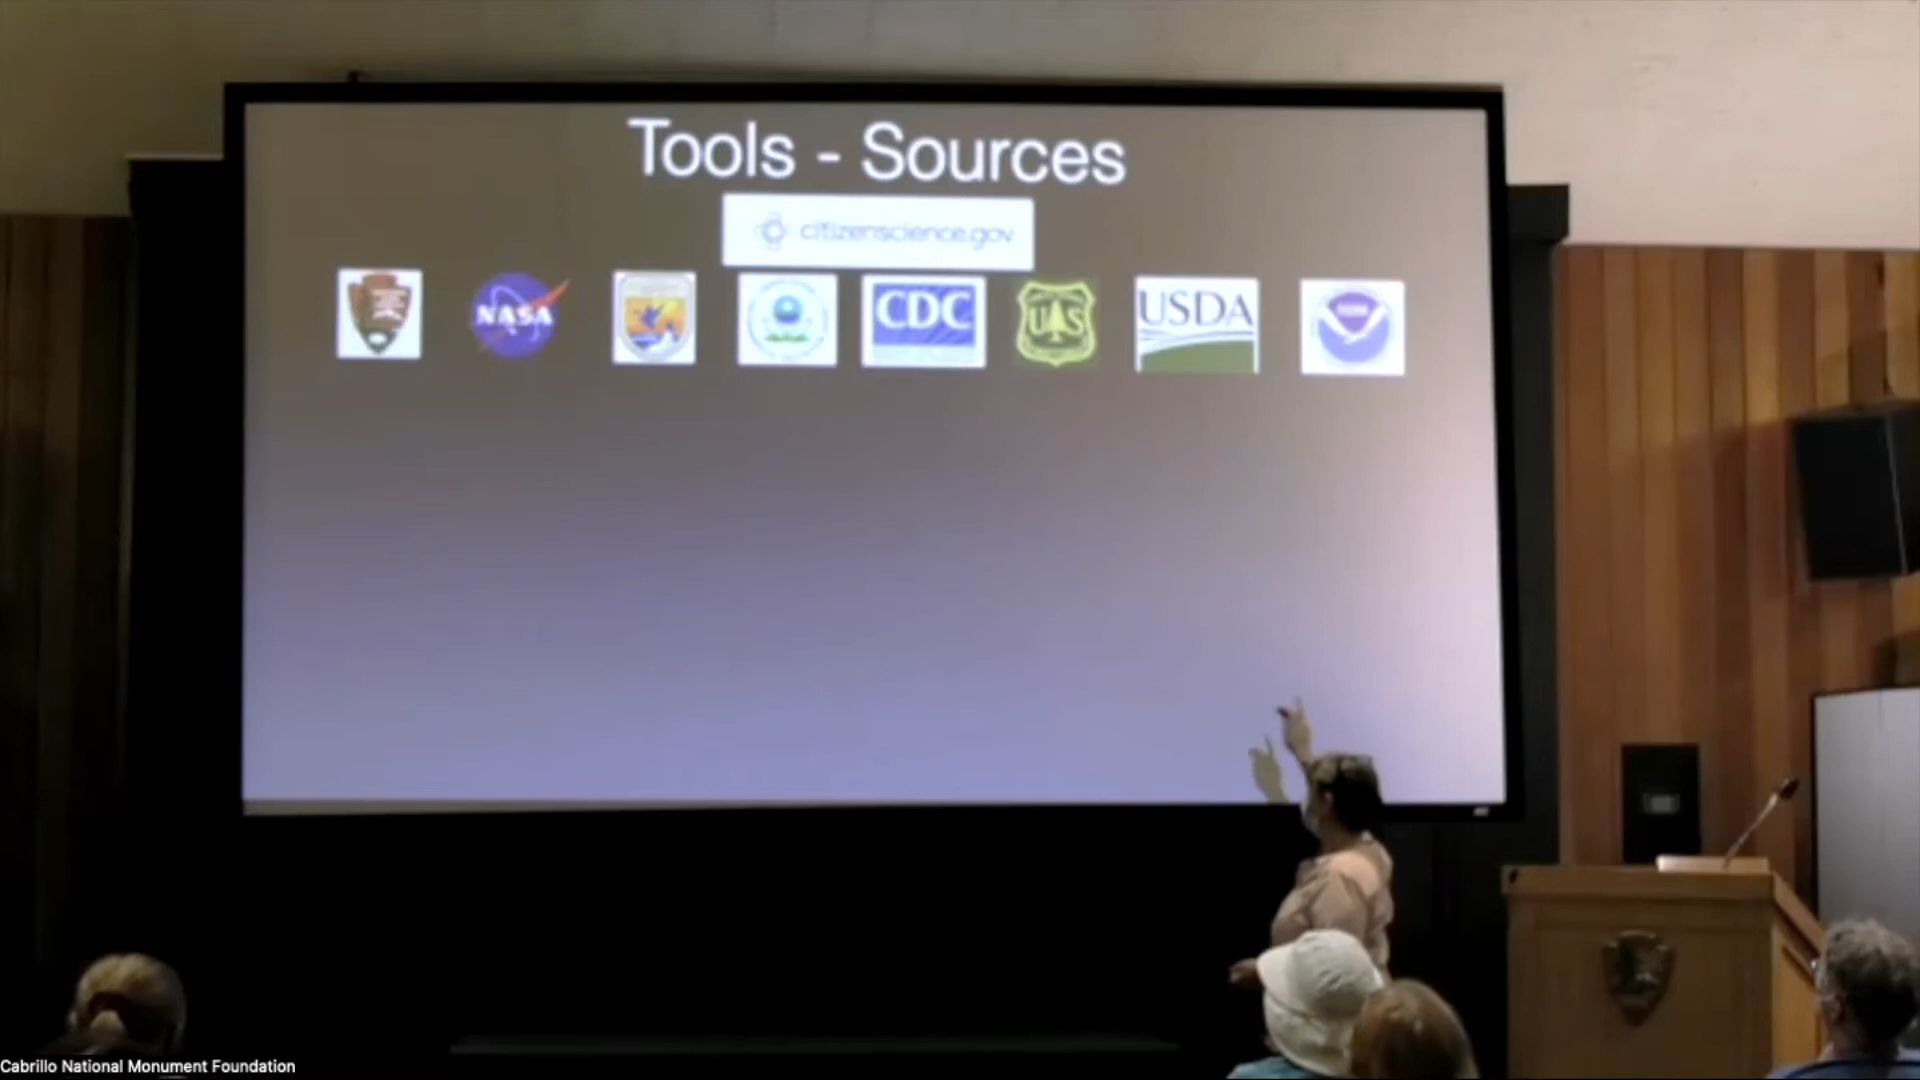 Tools - Sources
citizenscience.gov
NASA
CDC
U S
USDA
Cabrillo National Monument Foundation